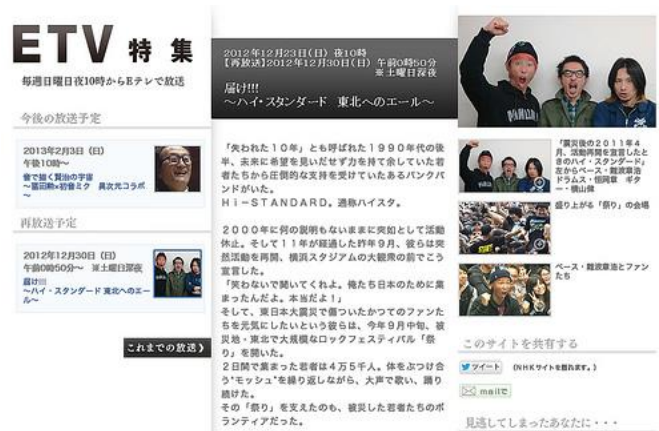 ETV 特集
毎週日曜日夜10時からEテレで放送
今後の放送予定
2013年2月3日（日）
午後10時〜
音で描く賢治の宇宙
〜冨田勲×初音ミク 異次元コラボ
〜
再放送予定
2012年12月30日（日）
午前0時50分〜 ※土曜日深夜
届け!!!
〜ハイ・スタンダード 東北へのエー
ル〜
これまでの放送
2012年12月23日（日）夜10時
【再放送】2012年12月30日（日）午前0時50分
※土曜日深夜
届け!!!
〜ハイ・スタンダード 東北へのエール〜
「失われた１０年」とも呼ばれた１９９０年代の後
半、未来に希望を見いだせず力を持て余していた若
者たちから圧倒的な支持を受けていたあるパンクバ
ンドがいた。
Ｈｉ−ＳＴＡＮＤＡＲＤ。通称ハイスタ。
２０００年に何の説明もないままに突如として活動
休止。そして１１年が経過した昨年９月、彼らは突
然活動を再開、横浜スタジアムの大観衆の前でこう
宣言した。
「笑わないで聞いてくれよ。俺たち日本のために集
まったんだよ。本当だよ！」
そして、東日本大震災で傷ついたかつてのファンた
ちを元気にしたいという彼らは、今年９月中旬、被
災地・東北で大規模なロックフェスティバル「祭
り」を開いた。
２日間で集まった若者は４万５千人。体をぶつけ合
う“モッシュ”を繰り返しながら、大声で歌い、踊り
続けた。
その「祭り」を支えたのも、被災した若者たちのボ
ランティアだった。
「震災後の２０１１年４
月、活動再開を宣言したと
きのハイ・スタンダード」
左からベース・難波章浩
ドラムス・恒岡章 ギタ
ー・横山健
盛り上がる「祭り」の会場
ベース・難波章浩とファン
たち
このサイトを共有する
ツイート （NHKサイトを離れます。）
mailで
見逃してしまったあなたに・・・